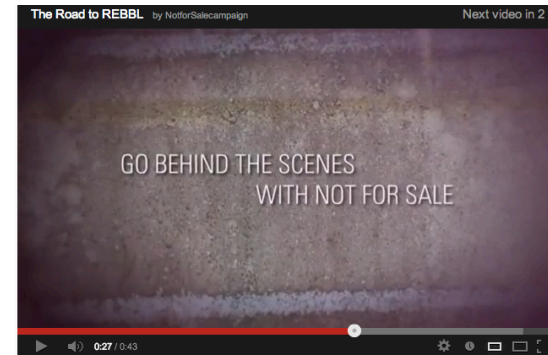 The Road to REBBL by NotforSalecampaign
Next video in 2
GO BEHIND THE SCENES
WITH NOT FOR SALE
0:27 / 0:43